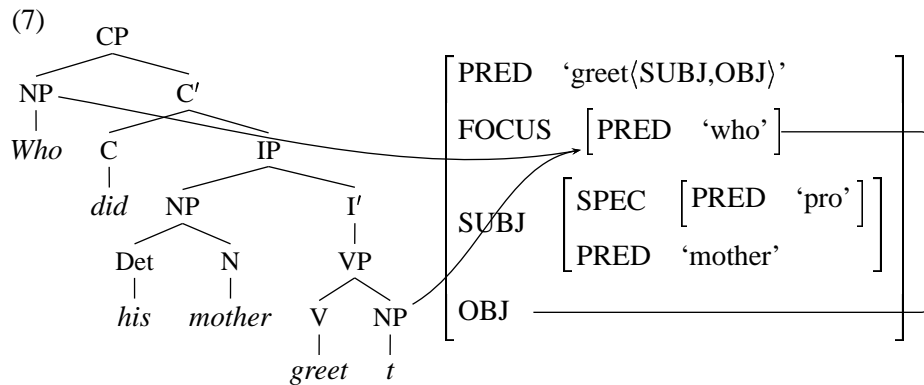 (7)
CP
NP C′
Who C IP
did NP I′
Det N VP
his mother V NP
greet t
PRED ‘greet⟨SUBJ,OBJ⟩’
FOCUS [PRED ‘who’]
SUBJ [SPEC [PRED ‘pro’]
PRED ‘mother’]
OBJ